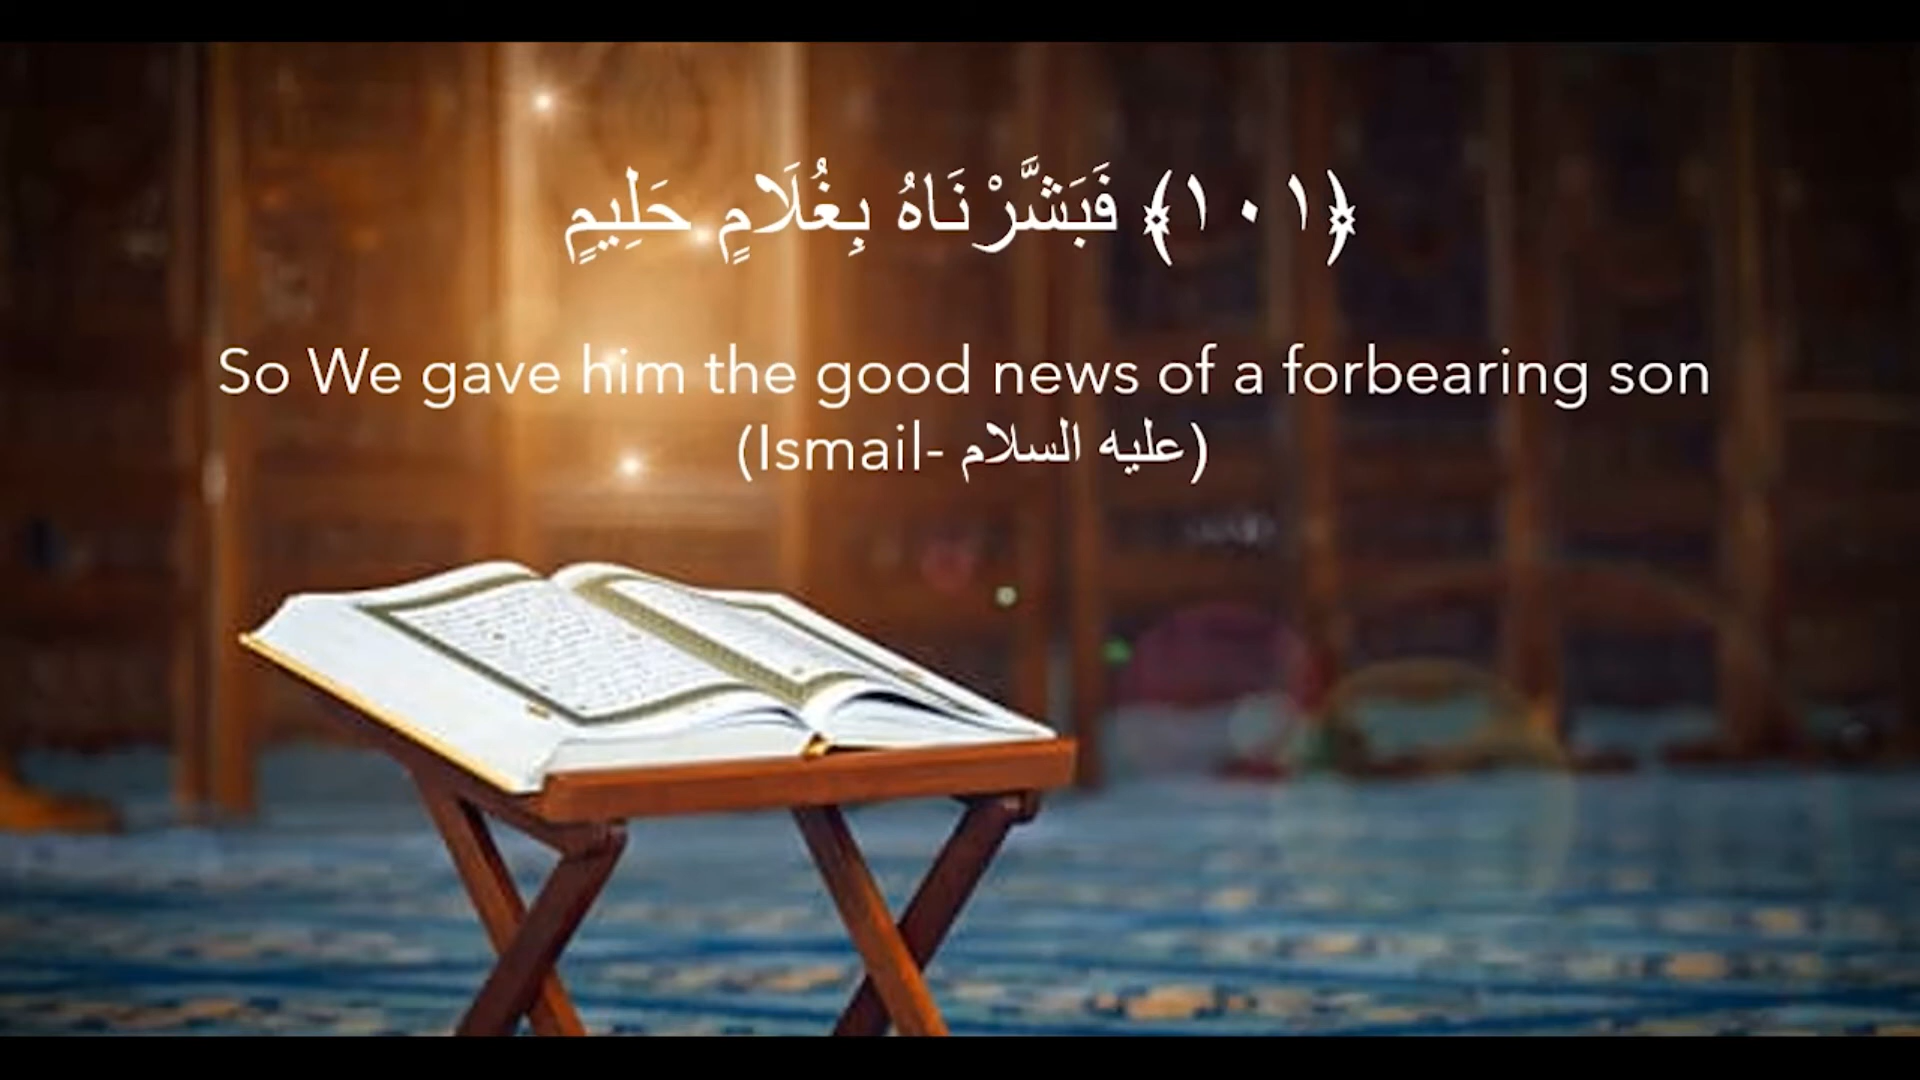 ﴿١٠١﴾ فَبَشَّرْنَاهُ بِغُلَامٍ حَلِيمٍ
So We gave him the good news of a forbearing son
(Ismail- عليه السلام)